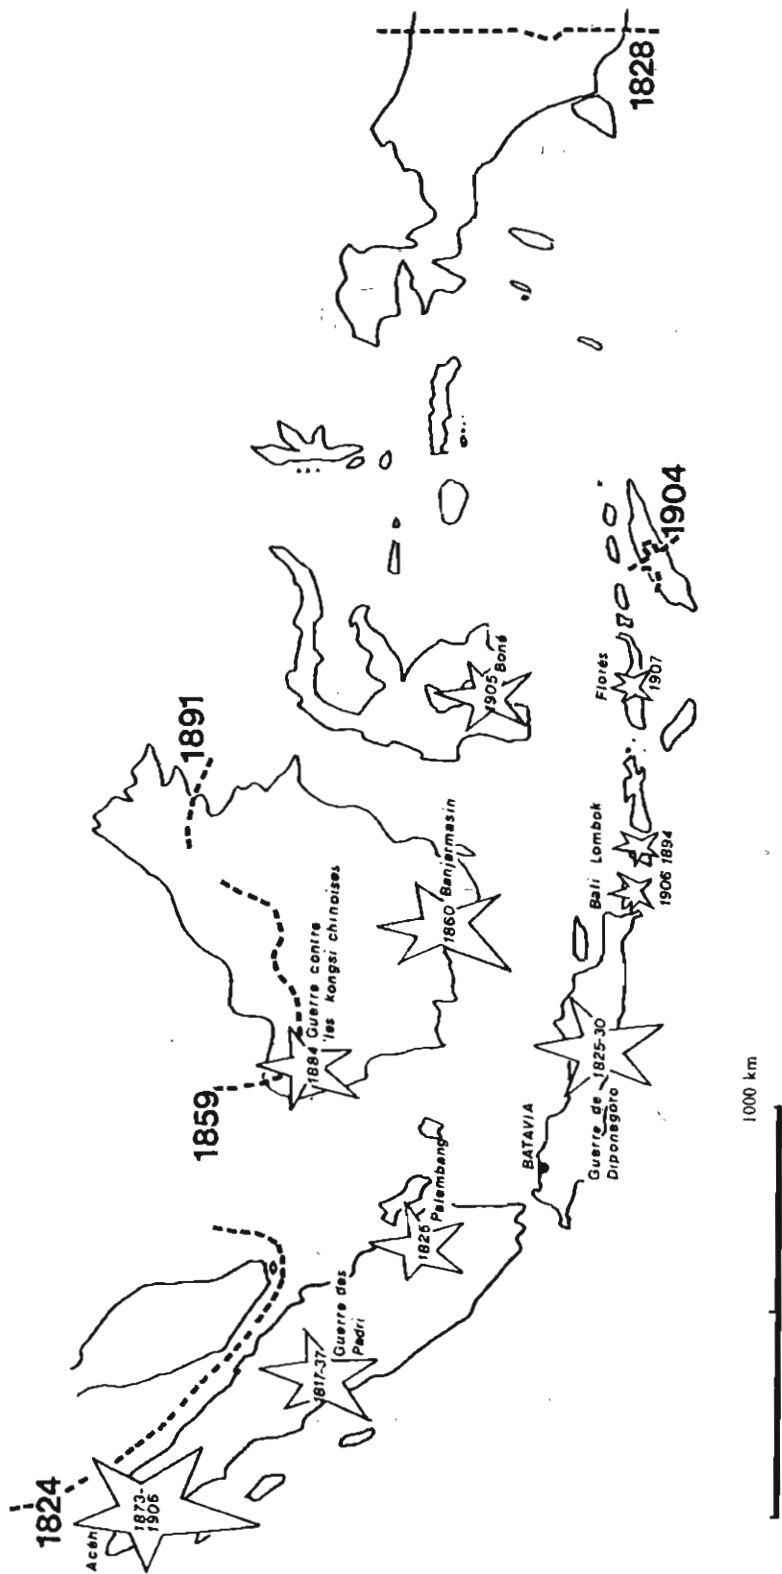 1824
Acéh
1873-
1906
1817-37
Guerre des
Padri
1825
Palembang
1859
1884
Guerre contre
les kongsi chinoises
1891
1860
Banjermasin
BATAVIA
Guerre de
Diponegoro
1825-30
Bali
1906
Lombok
1894
1905
Boné
Florès
1907
1904
1828
1000 km